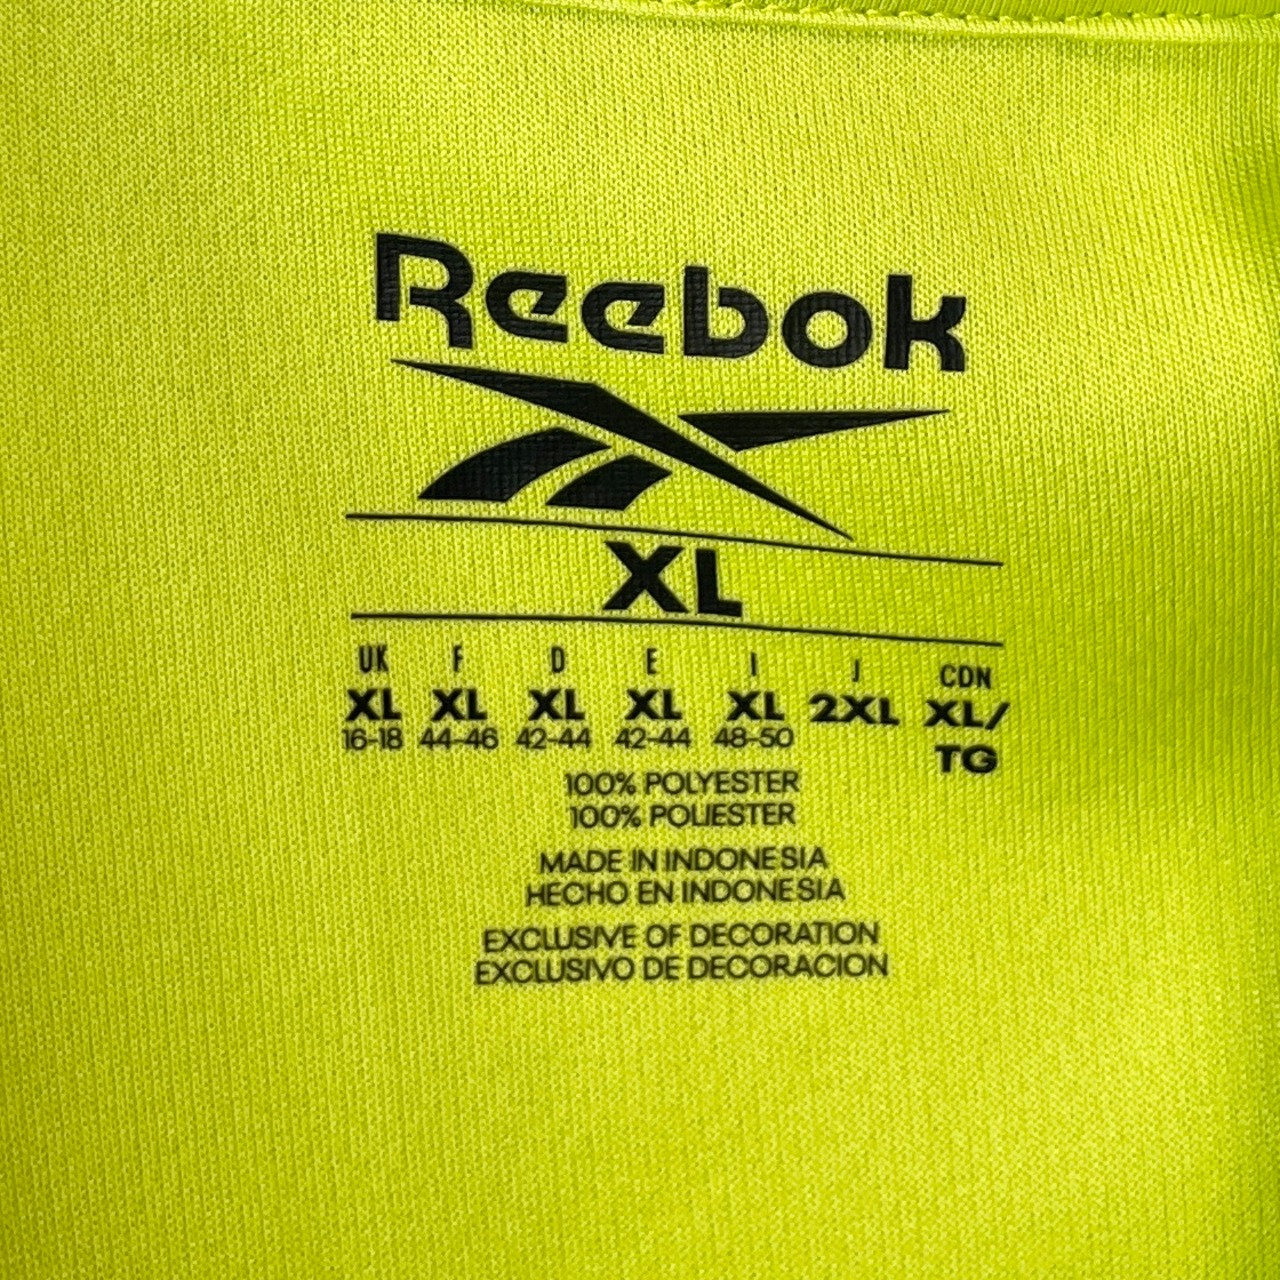 Reebok
XL
UK F D E I J CDN
XL XL XL XL XL 2XL XL/
16-18 44-46 42-44 42-44 48-50 TG
100% POLYESTER
100% POLIESTER
MADE IN INDONESIA
HECHO EN INDONESIA
EXCLUSIVE OF DECORATION
EXCLUSIVO DE DECORACION